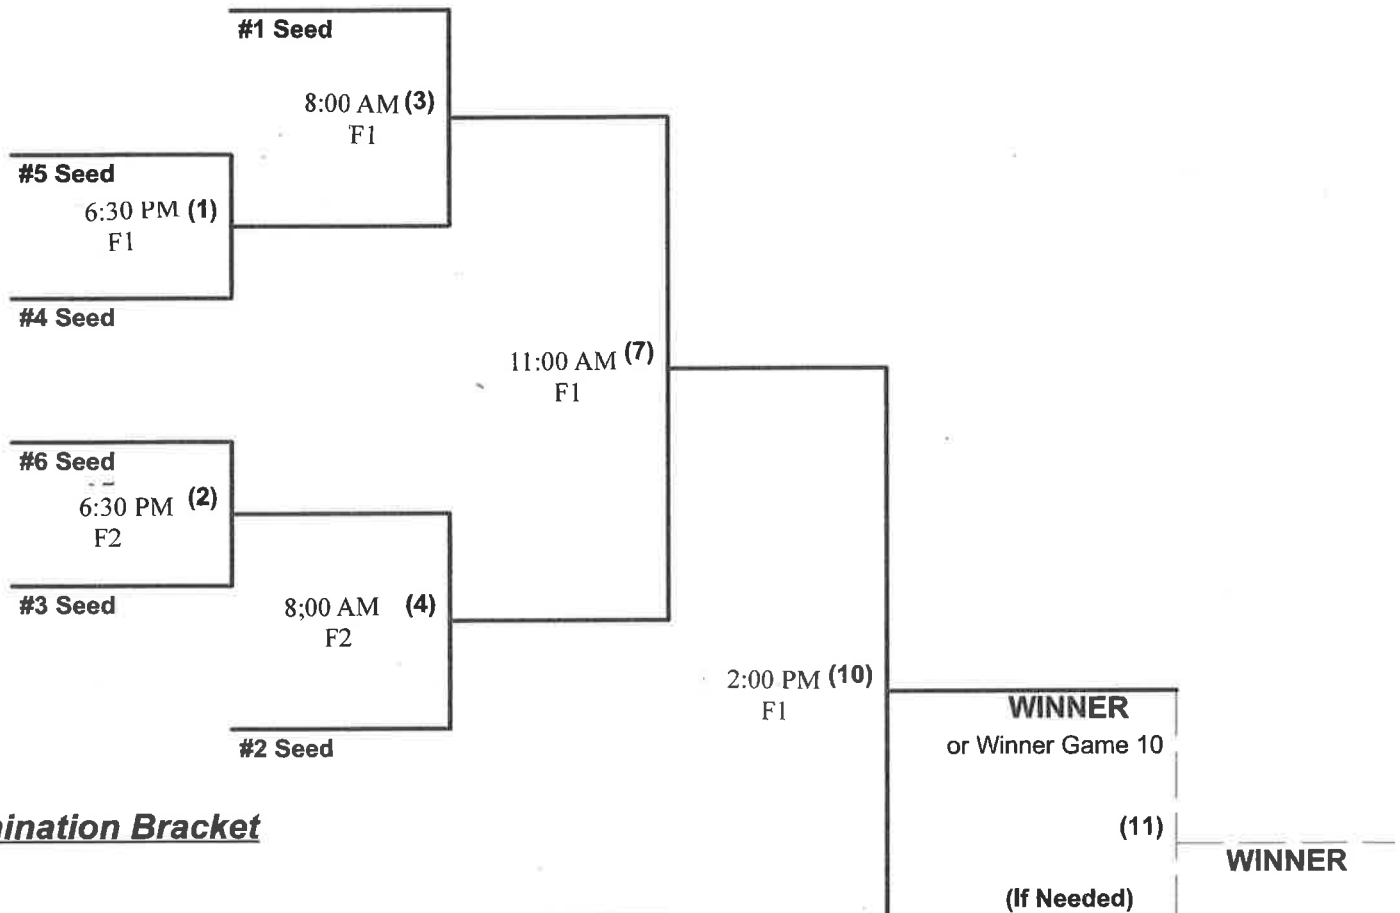 #1 Seed
8:00 AM (3)
F1
#5 Seed
6:30 PM (1)
F1
#4 Seed
11:00 AM (7)
F1
#6 Seed
6:30 PM (2)
F2
#3 Seed
8;00 AM (4)
F2
2:00 PM (10)
F1
WINNER
#2 Seed
or Winner Game 10
ination Bracket
(11)
WINNER
(If Needed)